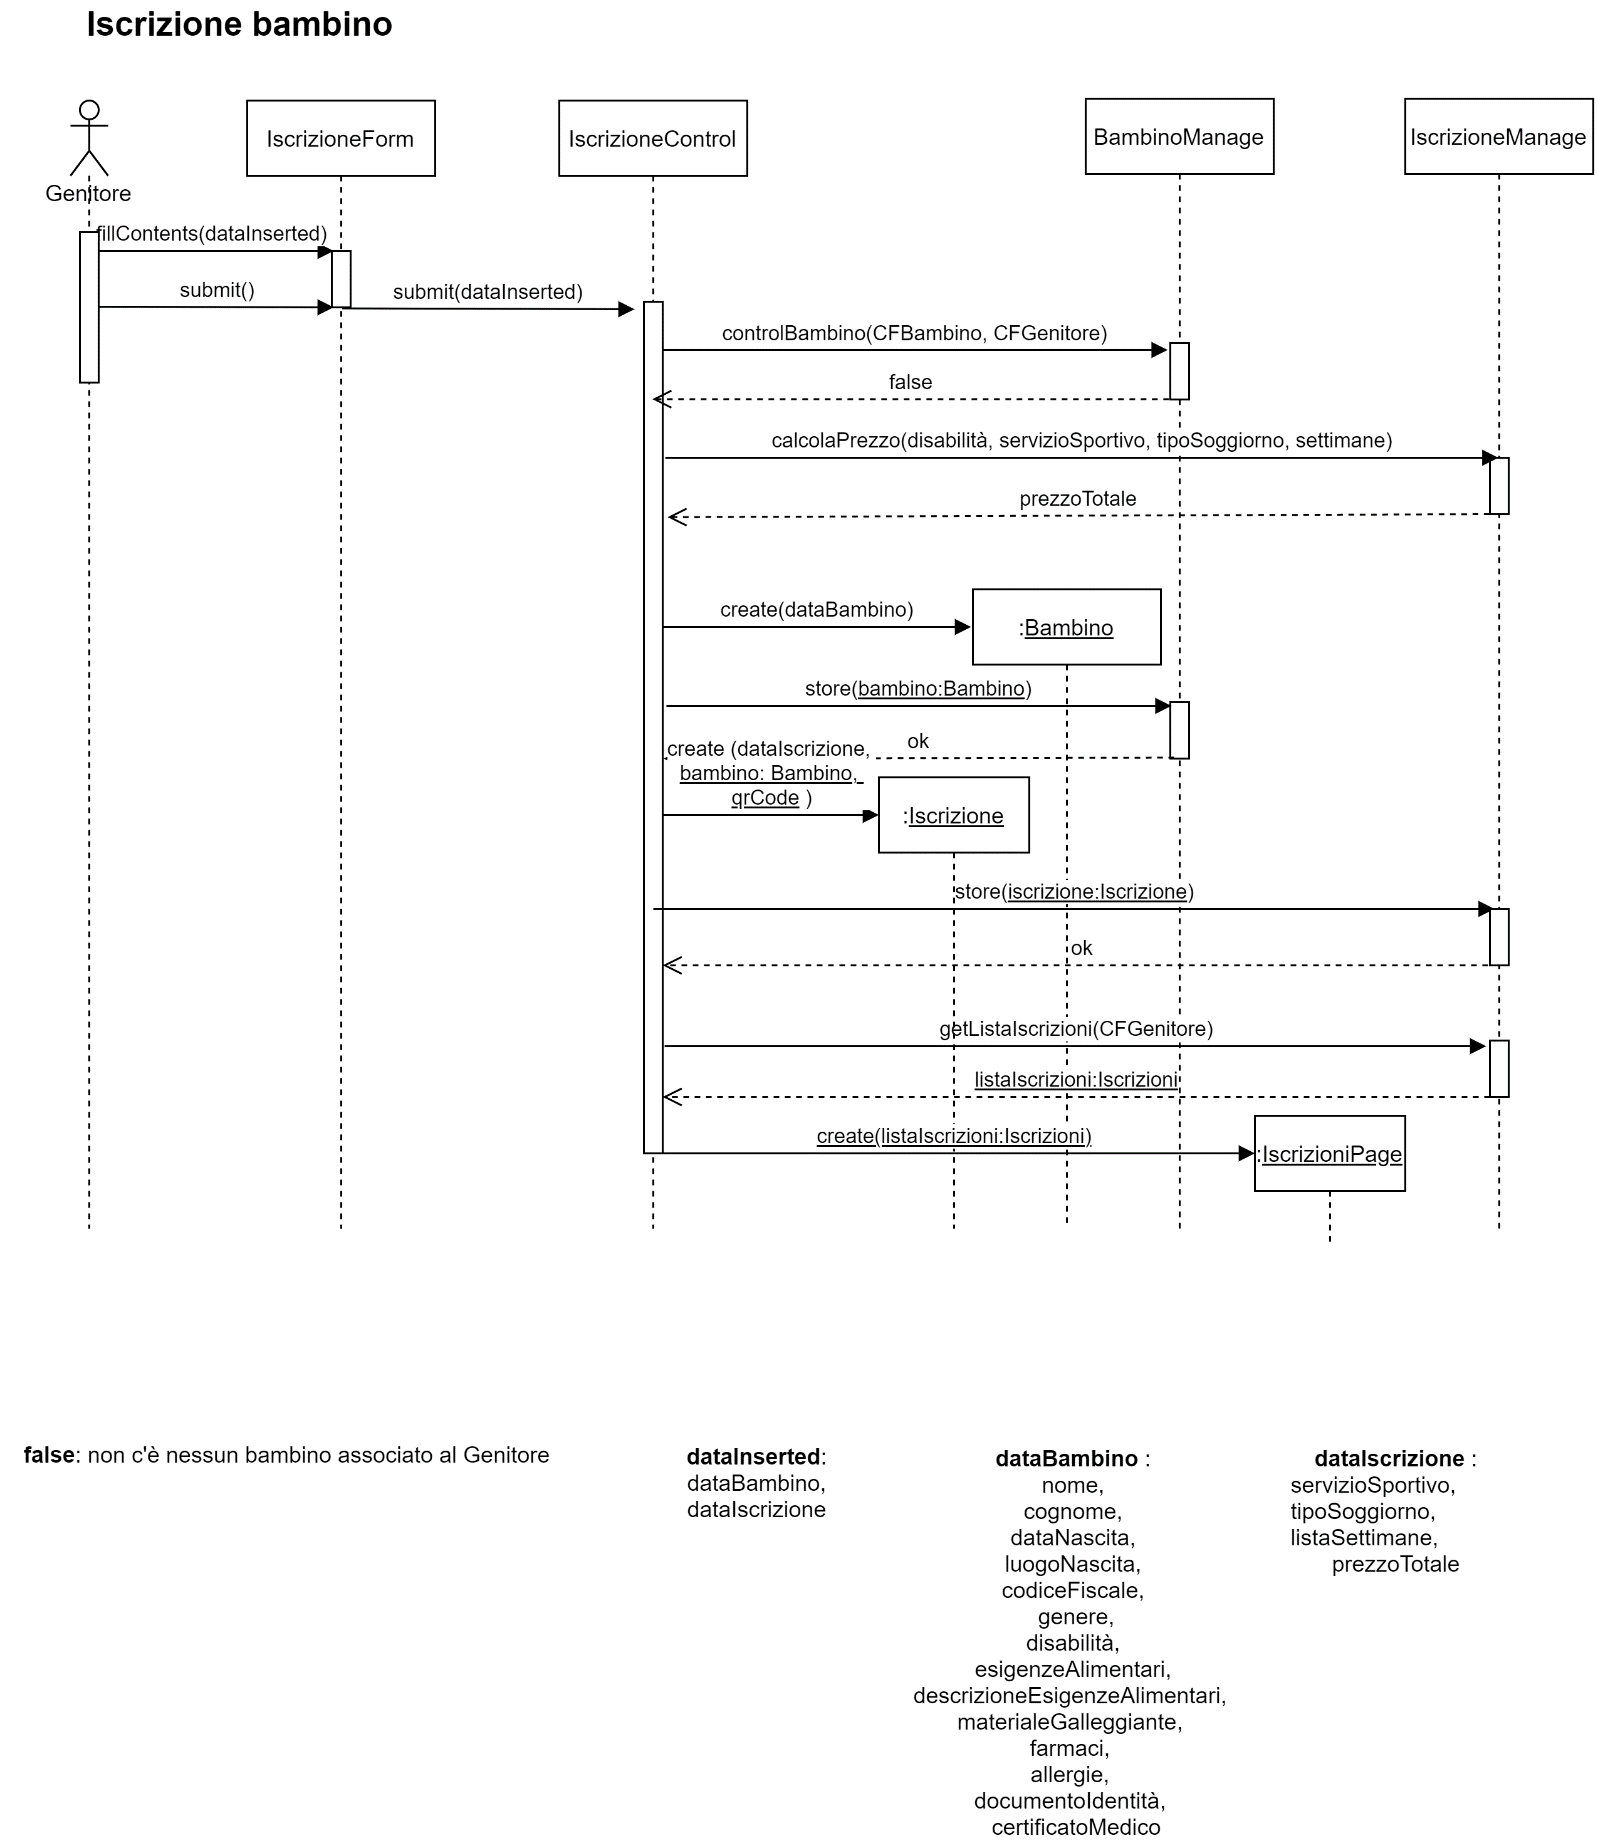 Iscrizione bambino
Genitore
IscrizioneForm
IscrizioneControl
BambinoManage
IscrizioneManage
fillContents(dataInserted)
submit()
submit(dataInserted)
controlBambino(CFBambino, CFGenitore)
false
calcolaPrezzo(disabilità, servizioSportivo, tipoSoggiorno, settimane)
prezzoTotale
create(dataBambino)
:Bambino
store(bambino:Bambino)
ok
create (dataIscrizione,
bambino: Bambino,
qrCode )
:Iscrizione
store(iscrizione:Iscrizione)
ok
getListaIscrizioni(CFGenitore)
listaIscrizioni:Iscrizioni
create(listaIscrizioni:Iscrizioni)
:IscrizioniPage
false: non c'è nessun bambino associato al Genitore
dataInserted:
dataBambino,
dataIscrizione
dataBambino :
nome,
cognome,
dataNascita,
luogoNascita,
codiceFiscale,
genere,
disabilità,
esigenzeAlimentari,
descrizioneEsigenzeAlimentari,
materialeGalleggiante,
farmaci,
allergie,
documentoIdentità,
certificatoMedico
dataIscrizione :
servizioSportivo,
tipoSoggiorno,
listaSettimane,
prezzoTotale